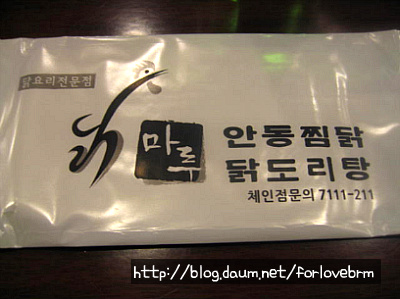 닭요리전문점
마루
안동찜닭
닭도리탕
체인점문의 7111-211
http://blog.daum.net/forlovebrm